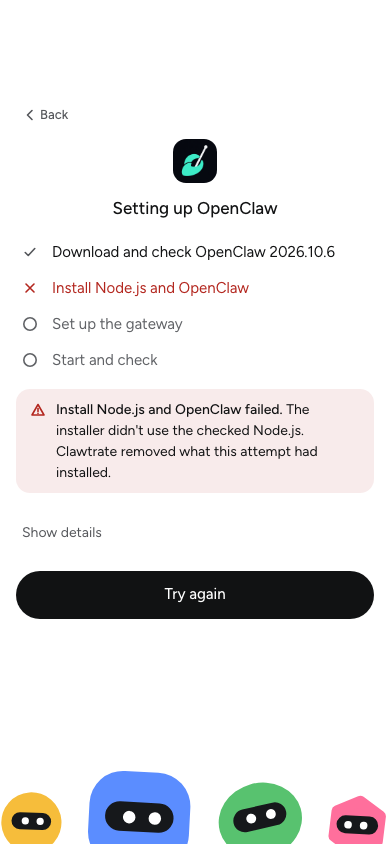 Back
Setting up OpenClaw
Download and check OpenClaw 2026.10.6
Install Node.js and OpenClaw
Set up the gateway
Start and check
Install Node.js and OpenClaw failed. The
installer didn't use the checked Node.js.
Clawtrate removed what this attempt had
installed.
Show details
Try again